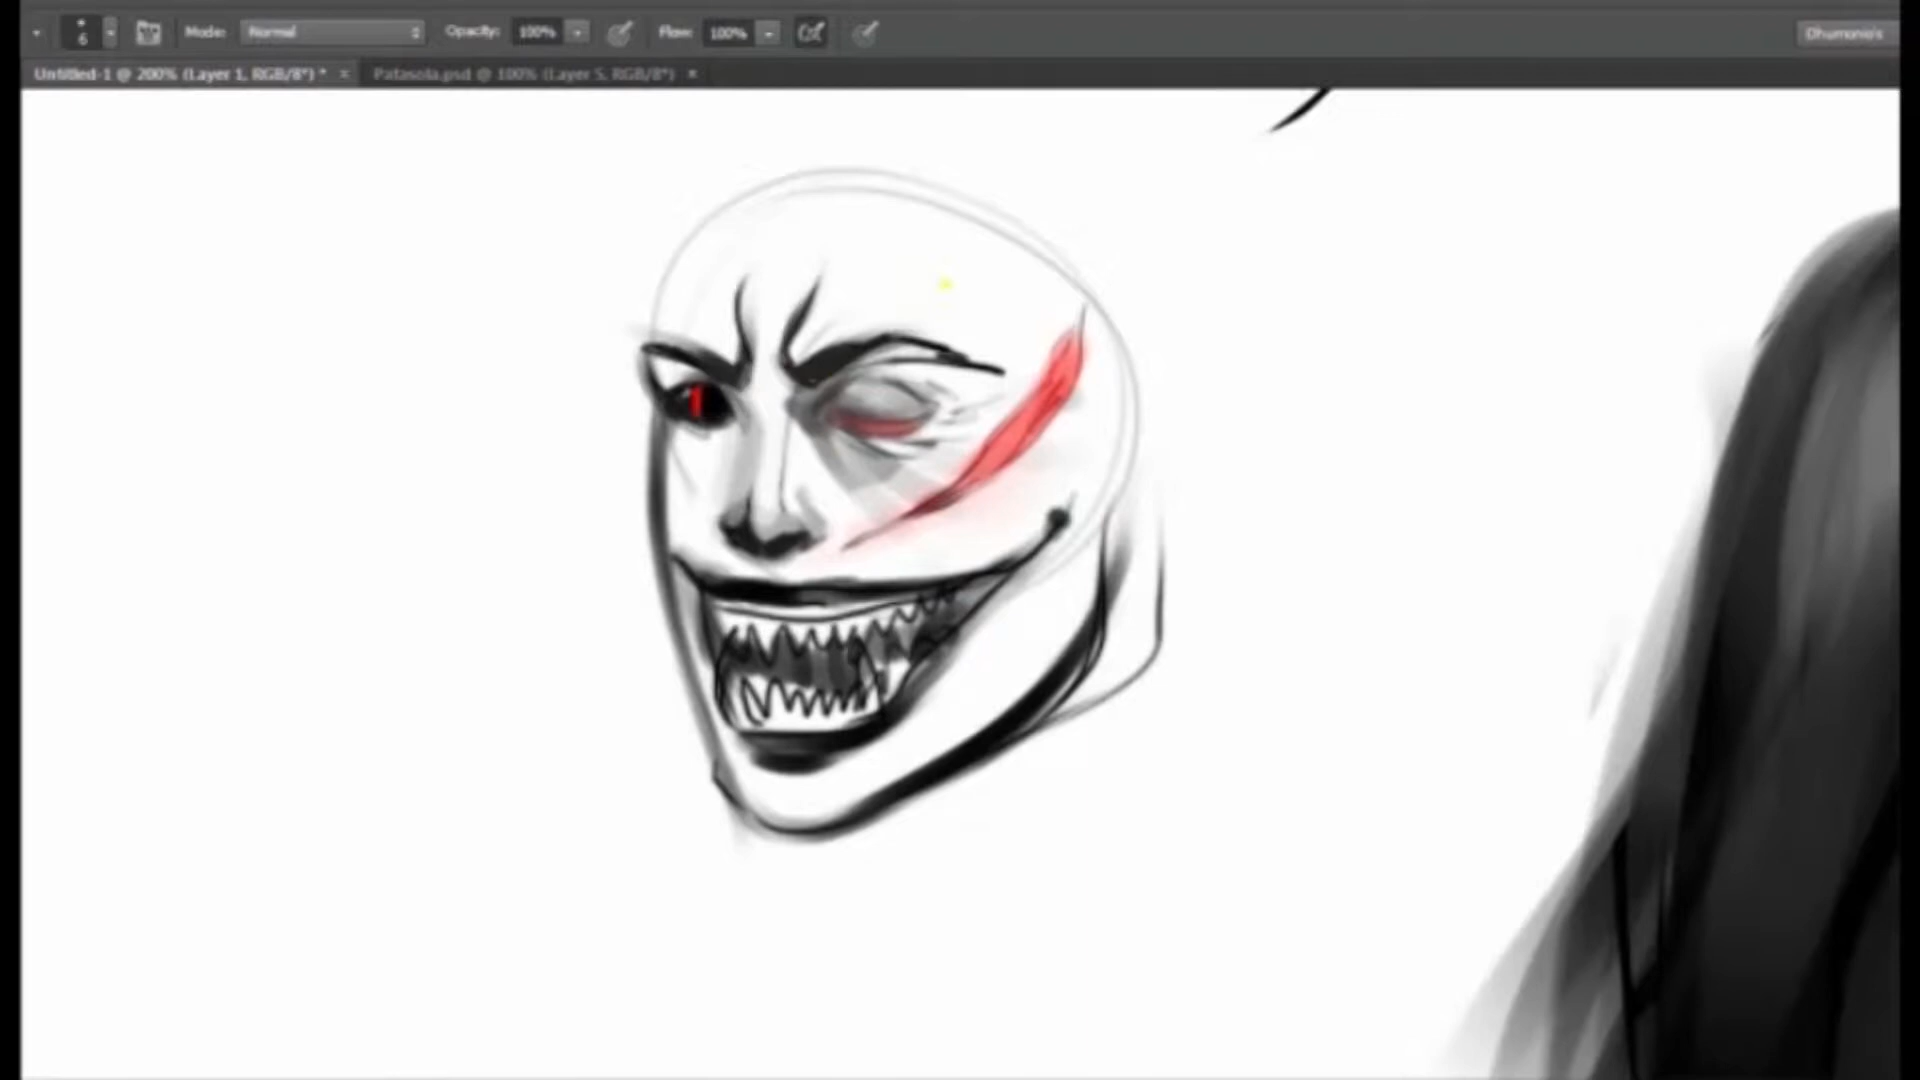 6 Mode: Normal Opacity: 100% Flow: 100%
Untitled-1 @ 200% (Layer 1, RGB/8*) * × Patasola.psd @ 100% (Layer 5, RGB/8*) ×